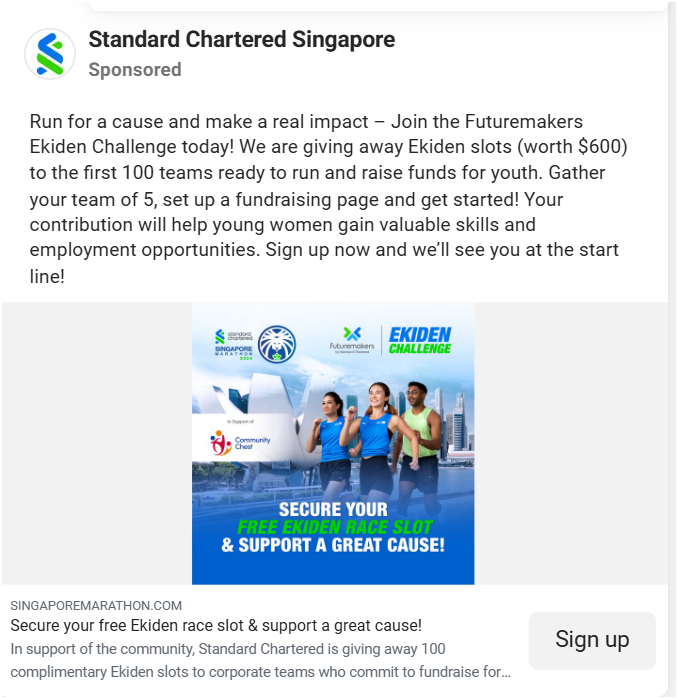 Standard Chartered Singapore
Sponsored
Run for a cause and make a real impact – Join the Futuremakers
Ekiden Challenge today! We are giving away Ekiden slots (worth $600)
to the first 100 teams ready to run and raise funds for youth. Gather
your team of 5, set up a fundraising page and get started! Your
contribution will help young women gain valuable skills and
employment opportunities. Sign up now and we’ll see you at the start
line!
standard
chartered
SINGAPORE
MARATHON
2024
Futuremakers
by Standard Chartered
EKIDEN
CHALLENGE
In Support of
Community
Chest
SECURE YOUR
FREE EKIDEN RACE SLOT
& SUPPORT A GREAT CAUSE!
SINGAPOREMARATHON.COM
Secure your free Ekiden race slot & support a great cause!
In support of the community, Standard Chartered is giving away 100
complimentary Ekiden slots to corporate teams who commit to fundraise for...
Sign up